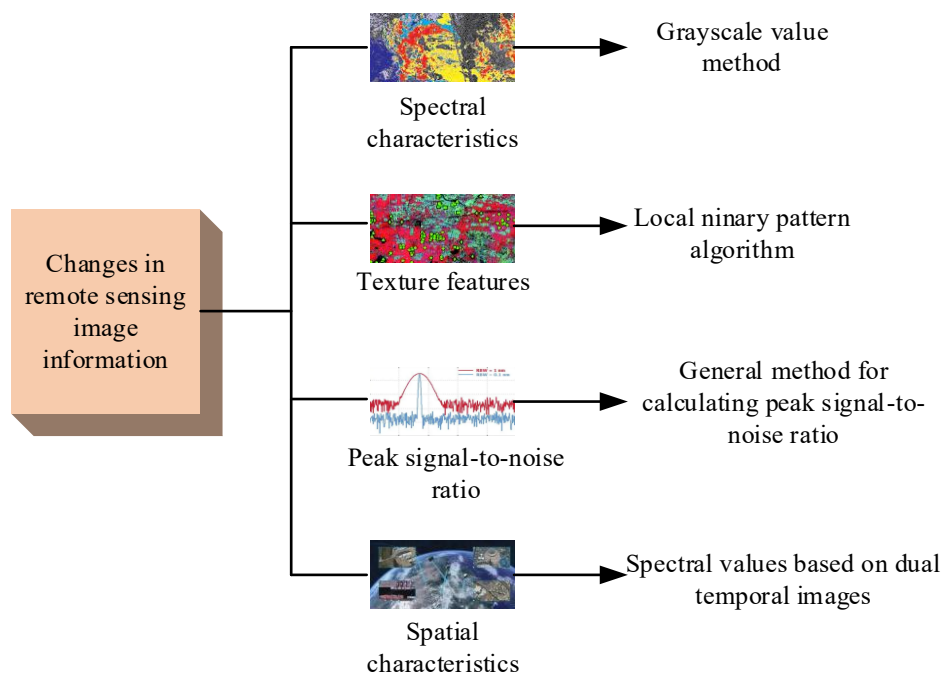 Changes in
remote sensing
image
information
Spectral
characteristics
Grayscale value
method
Texture features
Local ninary pattern
algorithm
Peak signal-to-noise
ratio
General method for
calculating peak signal-to-
noise ratio
Spatial
characteristics
Spectral values based on dual
temporal images